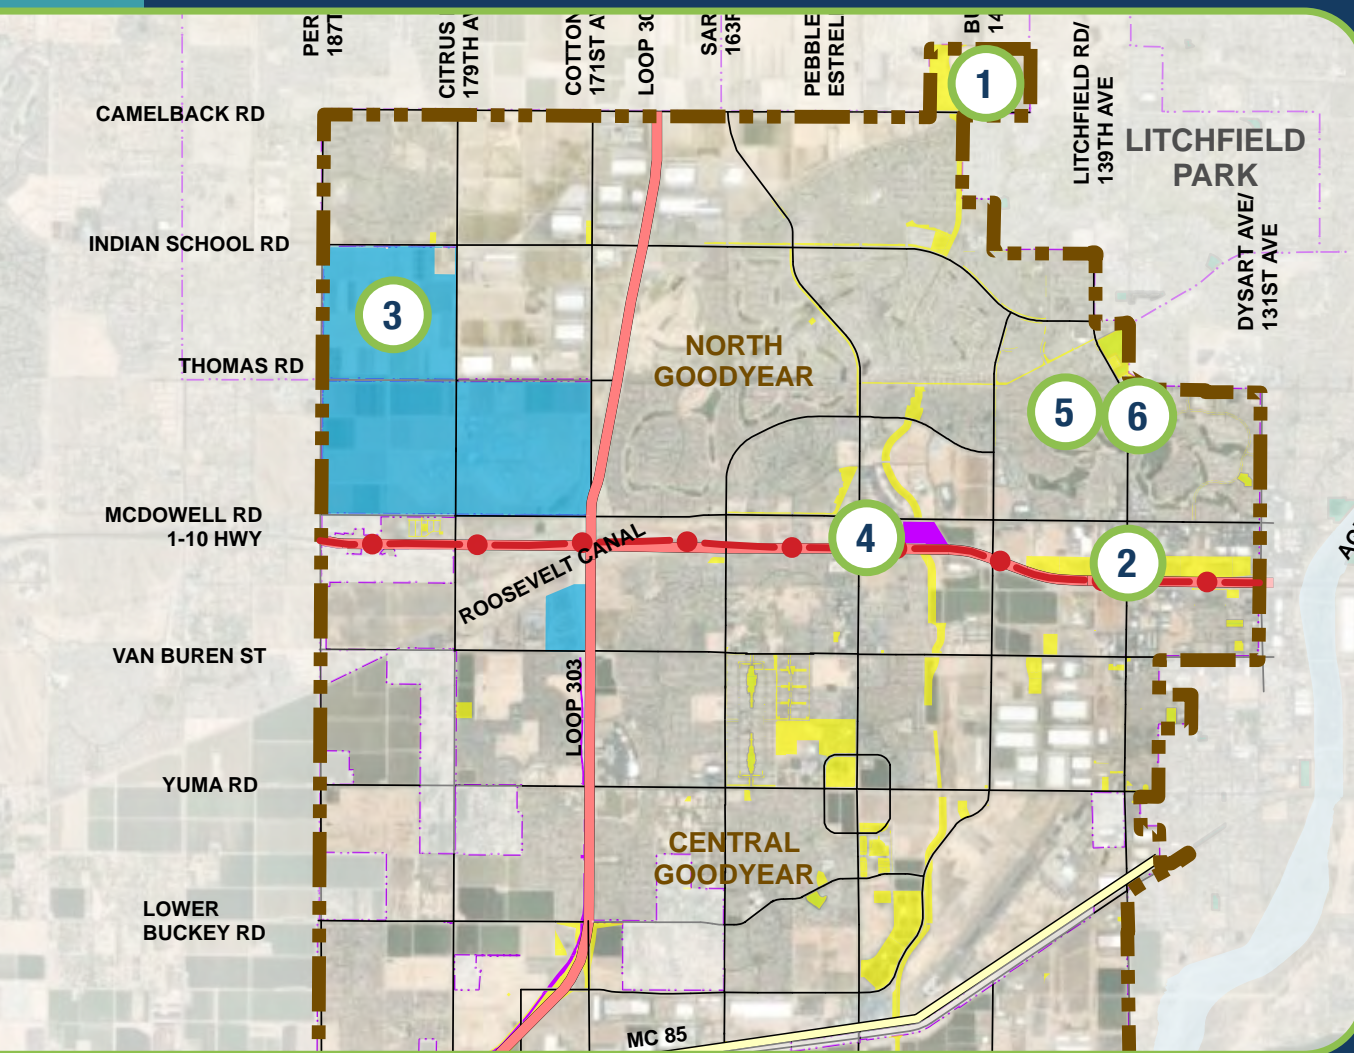 PER
187T
CITRUS
179TH AV
COTTON
171ST A
LOOP 30
SAR
163R
PEBBLE
ESTREL
BU
14
1
LITCHFIELD RD/
139TH AVE
CAMELBACK RD
LITCHFIELD
PARK
DYSART AVE/
131ST AVE
INDIAN SCHOOL RD
3
NORTH
GOODYEAR
THOMAS RD
5
6
MCDOWELL RD
1-10 HWY
4
2
ROOSEVELT CANAL
VAN BUREN ST
LOOP 303
YUMA RD
CENTRAL
GOODYEAR
LOWER
BUCKEY RD
MC 85